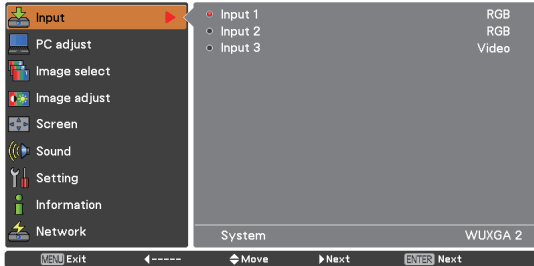 Input
PC adjust
Image select
Image adjust
Screen
Sound
Setting
Information
Network
Input 1 RGB
Input 2 RGB
Input 3 Video
System WUXGA 2
MENU Exit ◀----- Move ▶Next ENTER Next